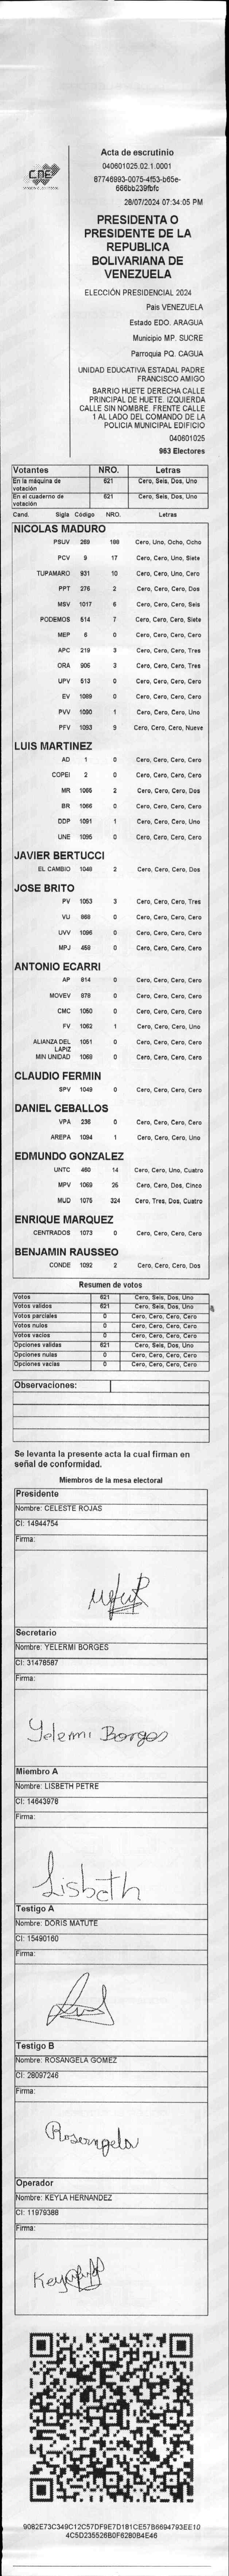 CNE
Acta de escrutinio
040601025.02.1.0001
87746993-0075-4f53-b65e-
666bb239fbfc
28/07/2024 07:34:05 PM
PRESIDENTA O
PRESIDENTE DE LA
REPUBLICA
BOLIVARIANA DE
VENEZUELA
ELECCIÓN PRESIDENCIAL 2024
Pais VENEZUELA
Estado EDO. ARAGUA
Municipio MP. SUCRE
Parroquia PQ. CAGUA
UNIDAD EDUCATIVA ESTADAL PADRE
FRANCISCO AMIGO
BARRIO HUETE DERECHA CALLE
PRINCIPAL DE HUETE. IZQUIERDA
CALLE SIN NOMBRE. FRENTE CALLE
1 AL LADO DEL COMANDO DE LA
POLICIA MUNICIPAL EDIFICIO
040601025
963 Electores
Votantes NRO. Letras
En la máquina de votación 621 Cero, Seis, Dos, Uno
En el cuaderno de votación 621 Cero, Seis, Dos, Uno
Cand. Sigla Código NRO. Letras
NICOLAS MADURO
PSUV 269 188 Cero, Uno, Ocho, Ocho
PCV 9 17 Cero, Cero, Uno, Siete
TUPAMARO 931 10 Cero, Cero, Uno, Cero
PPT 276 2 Cero, Cero, Cero, Dos
MSV 1017 6 Cero, Cero, Cero, Seis
PODEMOS 514 7 Cero, Cero, Cero, Siete
MEP 6 0 Cero, Cero, Cero, Cero
APC 219 3 Cero, Cero, Cero, Tres
ORA 906 3 Cero, Cero, Cero, Tres
UPV 513 0 Cero, Cero, Cero, Cero
EV 1089 0 Cero, Cero, Cero, Cero
PVV 1090 1 Cero, Cero, Cero, Uno
PFV 1093 9 Cero, Cero, Cero, Nueve
LUIS MARTINEZ
AD 1 0 Cero, Cero, Cero, Cero
COPEI 2 0 Cero, Cero, Cero, Cero
MR 1065 2 Cero, Cero, Cero, Dos
BR 1066 0 Cero, Cero, Cero, Cero
DDP 1091 1 Cero, Cero, Cero, Uno
UNE 1095 0 Cero, Cero, Cero, Cero
JAVIER BERTUCCI
EL CAMBIO 1048 2 Cero, Cero, Cero, Dos
JOSE BRITO
PV 1053 3 Cero, Cero, Cero, Tres
VU 868 0 Cero, Cero, Cero, Cero
UVV 1096 0 Cero, Cero, Cero, Cero
MPJ 459 0 Cero, Cero, Cero, Cero
ANTONIO ECARRI
AP 814 0 Cero, Cero, Cero, Cero
MOVEV 978 0 Cero, Cero, Cero, Cero
CMC 1050 0 Cero, Cero, Cero, Cero
FV 1062 1 Cero, Cero, Cero, Uno
ALIANZA DEL LAPIZ 1051 0 Cero, Cero, Cero, Cero
MIN UNIDAD 1068 0 Cero, Cero, Cero, Cero
CLAUDIO FERMIN
SPV 1049 0 Cero, Cero, Cero, Cero
DANIEL CEBALLOS
VPA 236 0 Cero, Cero, Cero, Cero
AREPA 1094 1 Cero, Cero, Cero, Uno
EDMUNDO GONZALEZ
UNTC 460 14 Cero, Cero, Uno, Cuatro
MPV 1069 25 Cero, Cero, Dos, Cinco
MUD 1075 324 Cero, Tres, Dos, Cuatro
ENRIQUE MARQUEZ
CENTRADOS 1073 0 Cero, Cero, Cero, Cero
BENJAMIN RAUSSEO
CONDE 1092 2 Cero, Cero, Cero, Dos
Resumen de votos
Votos 621 Cero, Seis, Dos, Uno
Votos validos 621 Cero, Seis, Dos, Uno
Votos parciales 0 Cero, Cero, Cero, Cero
Votos nulos 0 Cero, Cero, Cero, Cero
Votos vacios 0 Cero, Cero, Cero, Cero
Opciones validas 621 Cero, Seis, Dos, Uno
Opciones nulas 0 Cero, Cero, Cero, Cero
Opciones vacias 0 Cero, Cero, Cero, Cero
Observaciones:
Se levanta la presente acta la cual firman en
señal de conformidad.
Miembros de la mesa electoral
Presidente
Nombre: CELESTE ROJAS
CI: 14944754
Firma:
Secretario
Nombre: YELERMI BORGES
CI: 31478587
Firma:
Yelermi Borges
Miembro A
Nombre: LISBETH PETRE
CI: 14643978
Firma:
Lisbeth
Testigo A
Nombre: DORIS MATUTE
CI: 15490160
Firma:
Testigo B
Nombre: ROSANGELA GOMEZ
CI: 28097246
Firma:
Rosangela
Operador
Nombre: KEYLA HERNANDEZ
CI: 11979388
Firma:
9082E73C349C12C57DF9E7D181CE57B6694793EE10
4C5D235526B0F6280B4E46